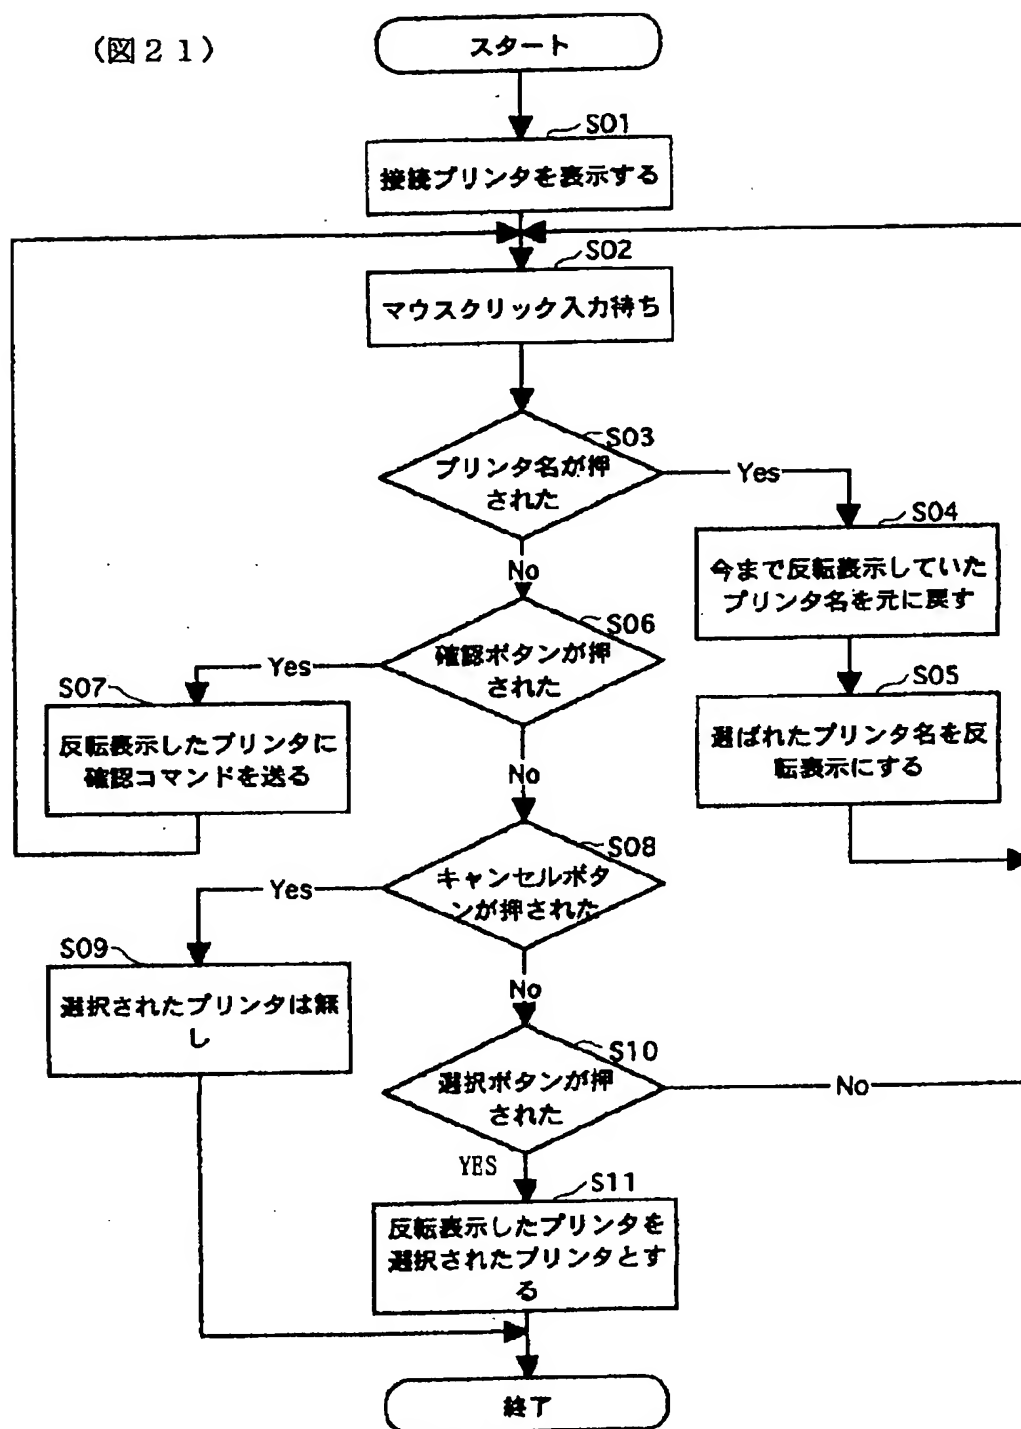 （図２１）
スタート
S01
接続プリンタを表示する
S02
マウスクリック入力待ち
S03
プリンタ名が押
された
Yes
No
S04
今まで反転表示していた
プリンタ名を元に戻す
S05
選ばれたプリンタ名を反
転表示にする
S06
確認ボタンが押
された
Yes
No
S07
反転表示したプリンタに
確認コマンドを送る
S08
キャンセルボタ
ンが押された
Yes
No
S09
選択されたプリンタは無
し
S10
選択ボタンが押
された
No
YES
S11
反転表示したプリンタを
選択されたプリンタとす
る
終了